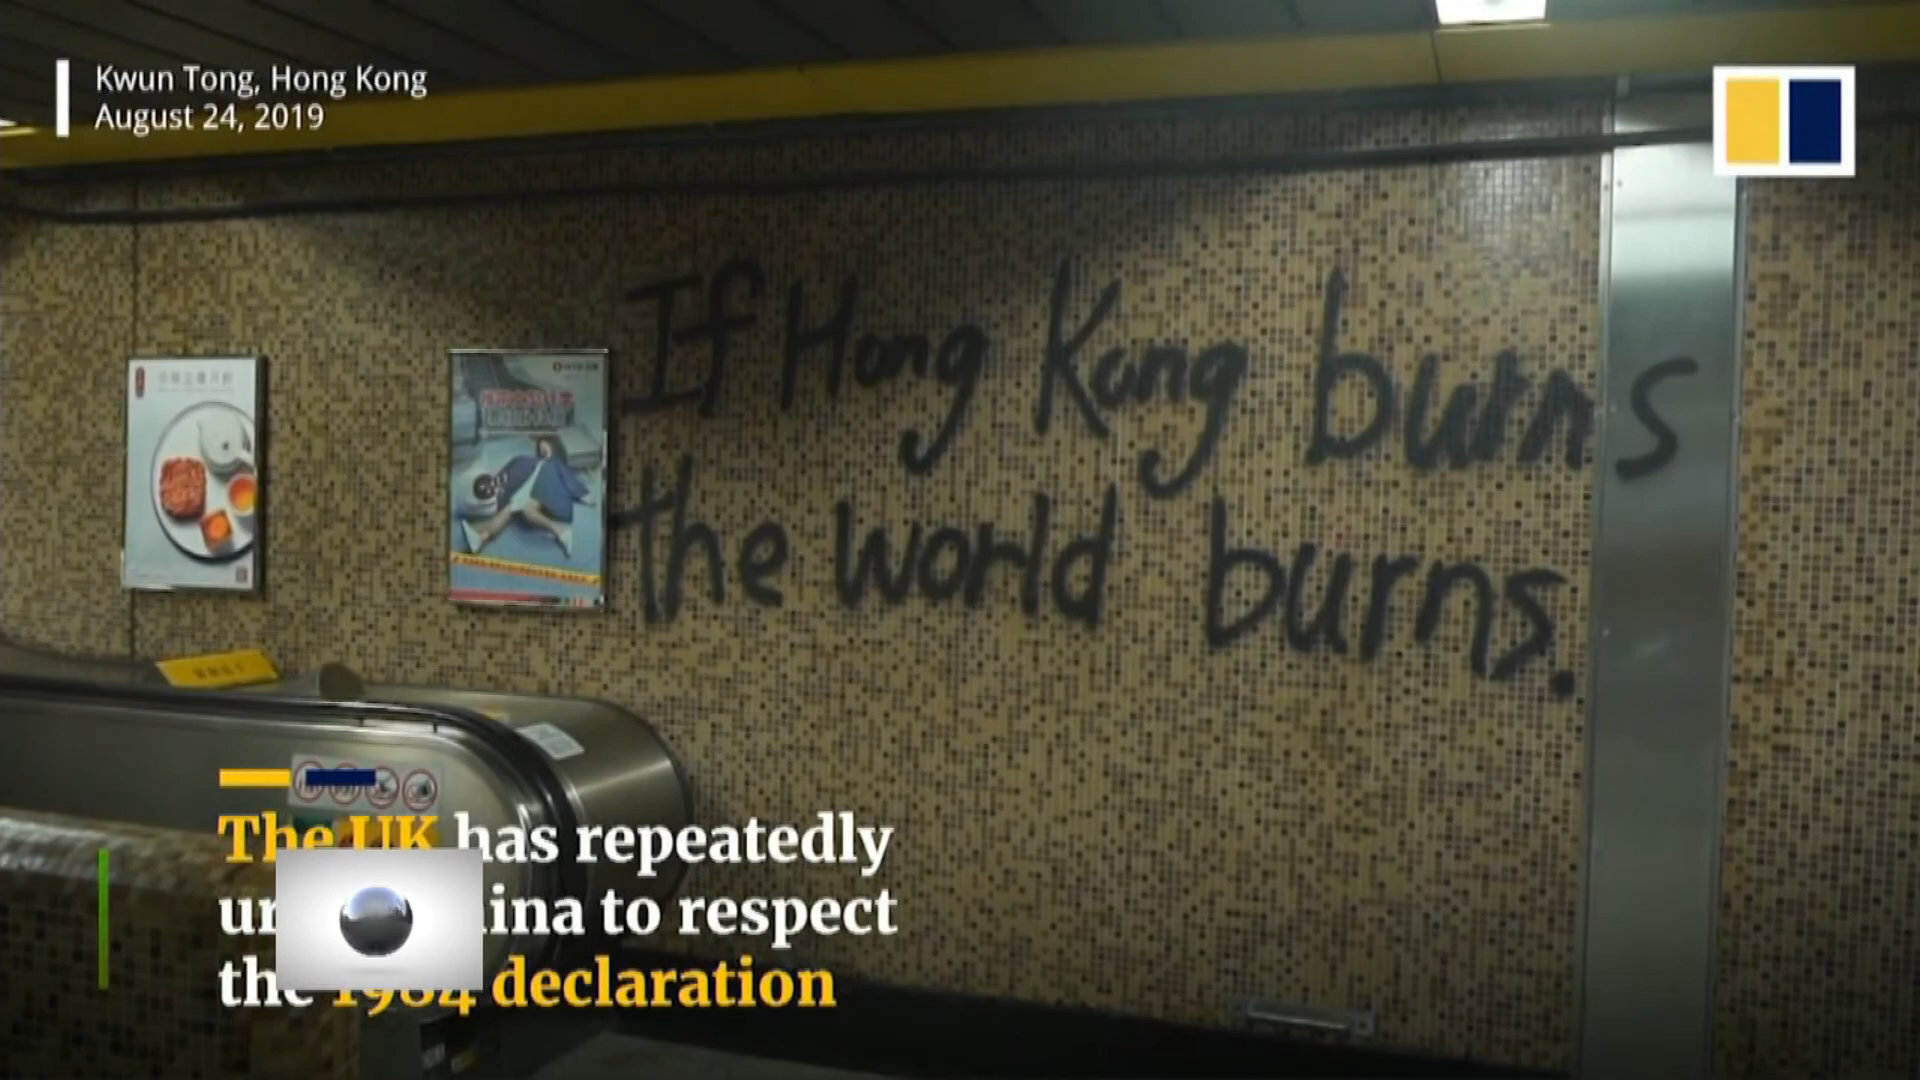 Kwun Tong, Hong Kong
August 24, 2019
If Hong Kong burns
the world burns.
The UK has repeatedly
to respect
declaration